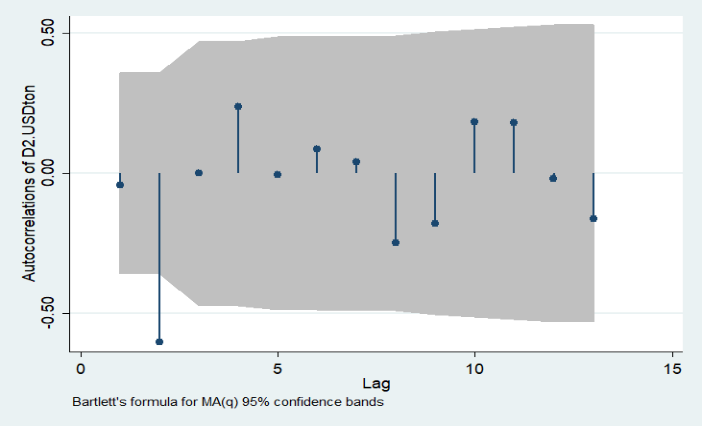 Autocorrelations of D2.USDton
0.50
0.00
-0.50
0 5 10 15
Lag
Bartlett's formula for MA(q) 95% confidence bands